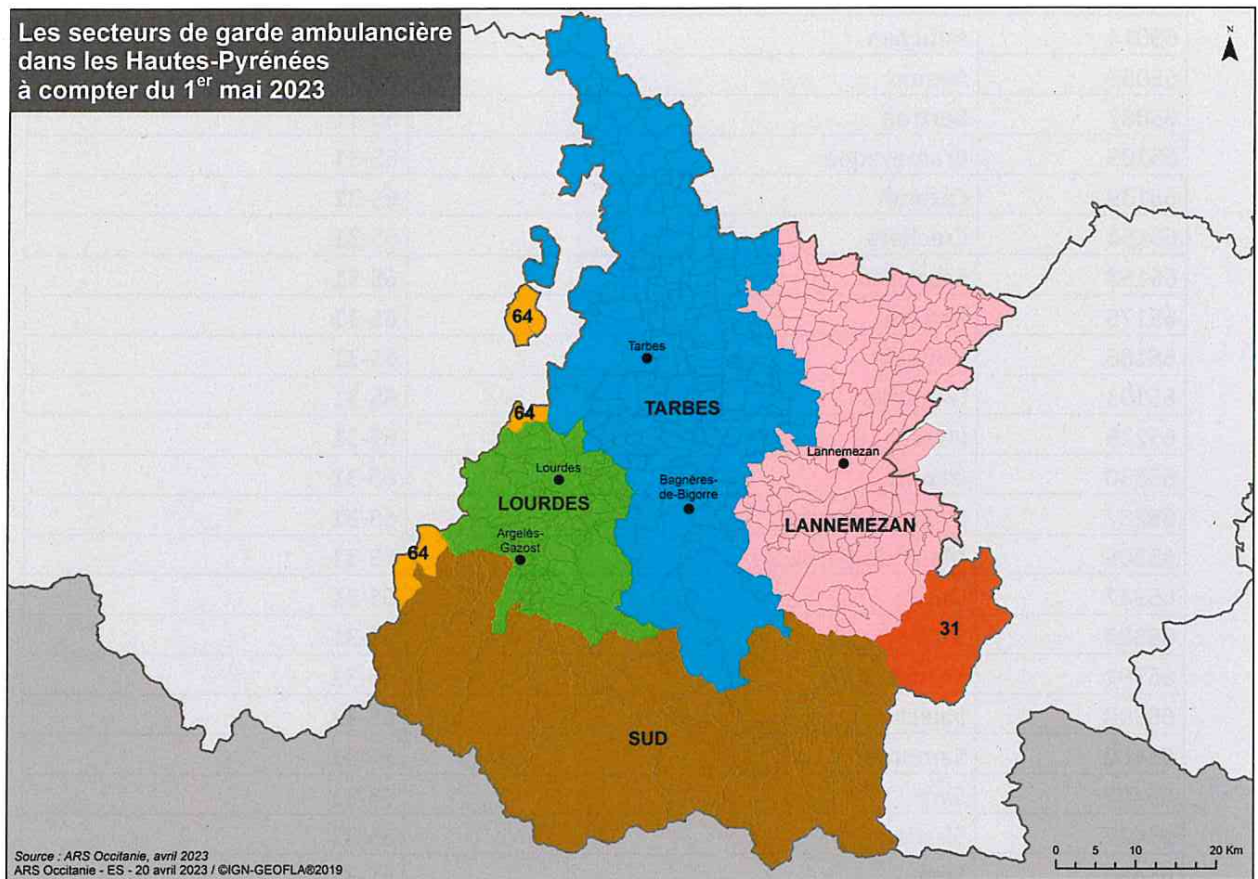 Les secteurs de garde ambulancière
dans les Hautes-Pyrénées
à compter du 1er mai 2023
N
64
Tarbes
TARBES
64
Lourdes
LOURDES
Lannemezan
Bagnères-
de-Bigorre
LANNEMEZAN
Argelès-
Gazost
64
31
SUD
Source : ARS Occitanie, avril 2023
ARS Occitanie - ES - 20 avril 2023 / ©IGN-GEOFLA®2019
0 5 10 20 Km